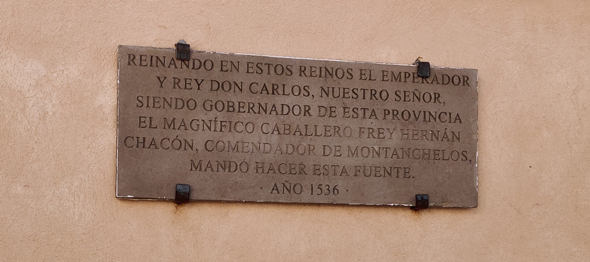 REINANDO EN ESTOS REINOS EL EMPERADOR
Y REY DON CARLOS, NUESTRO SEÑOR,
SIENDO GOBERNADOR DE ESTA PROVINCIA
EL MAGNÍFICO CABALLERO FREY HERNÁN
CHACÓN, COMENDADOR DE MONTANCHELOS,
MANDÓ HACER ESTA FUENTE.
· AÑO 1536 ·